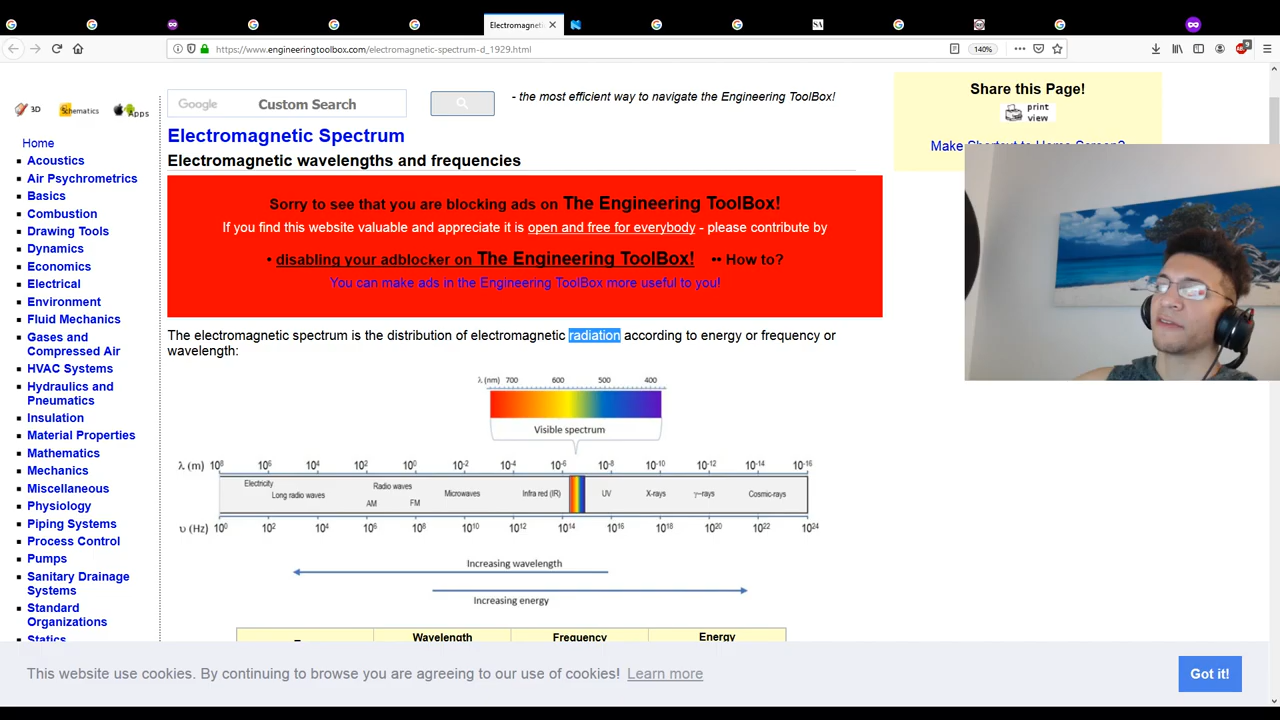 Electromagnetic
https://www.engineeringtoolbox.com/electromagnetic-spectrum-d_1929.html
140%
3D
Schematics
Apps
Google Custom Search
- the most efficient way to navigate the Engineering ToolBox!
Share this Page!
print
view
Make Shortcut to Home Screen?
Electromagnetic Spectrum
Electromagnetic wavelengths and frequencies
Home
Acoustics
Air Psychrometrics
Basics
Combustion
Drawing Tools
Dynamics
Economics
Electrical
Environment
Fluid Mechanics
Gases and
Compressed Air
HVAC Systems
Hydraulics and
Pneumatics
Insulation
Material Properties
Mathematics
Mechanics
Miscellaneous
Physiology
Piping Systems
Process Control
Pumps
Sanitary Drainage
Systems
Standard
Organizations
Statics
Sorry to see that you are blocking ads on The Engineering ToolBox!
If you find this website valuable and appreciate it is open and free for everybody - please contribute by
• disabling your adblocker on The Engineering ToolBox! •• How to?
You can make ads in the Engineering ToolBox more useful to you!
The electromagnetic spectrum is the distribution of electromagnetic radiation according to energy or frequency or
wavelength:
λ (nm) 700 600 500 400
Visible spectrum
λ (m) 10⁸ 10⁶ 10⁴ 10² 10⁰ 10⁻² 10⁻⁴ 10⁻⁶ 10⁻⁸ 10⁻¹⁰ 10⁻¹² 10⁻¹⁴ 10⁻¹⁶
Electricity
Long radio waves
Radio waves
AM FM
Microwaves
Infra red (IR)
UV
X-rays
γ-rays
Cosmic-rays
υ (Hz) 10⁰ 10² 10⁴ 10⁶ 10⁸ 10¹⁰ 10¹² 10¹⁴ 10¹⁶ 10¹⁸ 10²⁰ 10²² 10²⁴
Increasing wavelength
Increasing energy
Wavelength Frequency Energy
This website uses cookies. By continuing to browse you are agreeing to our use of cookies! Learn more
Got it!